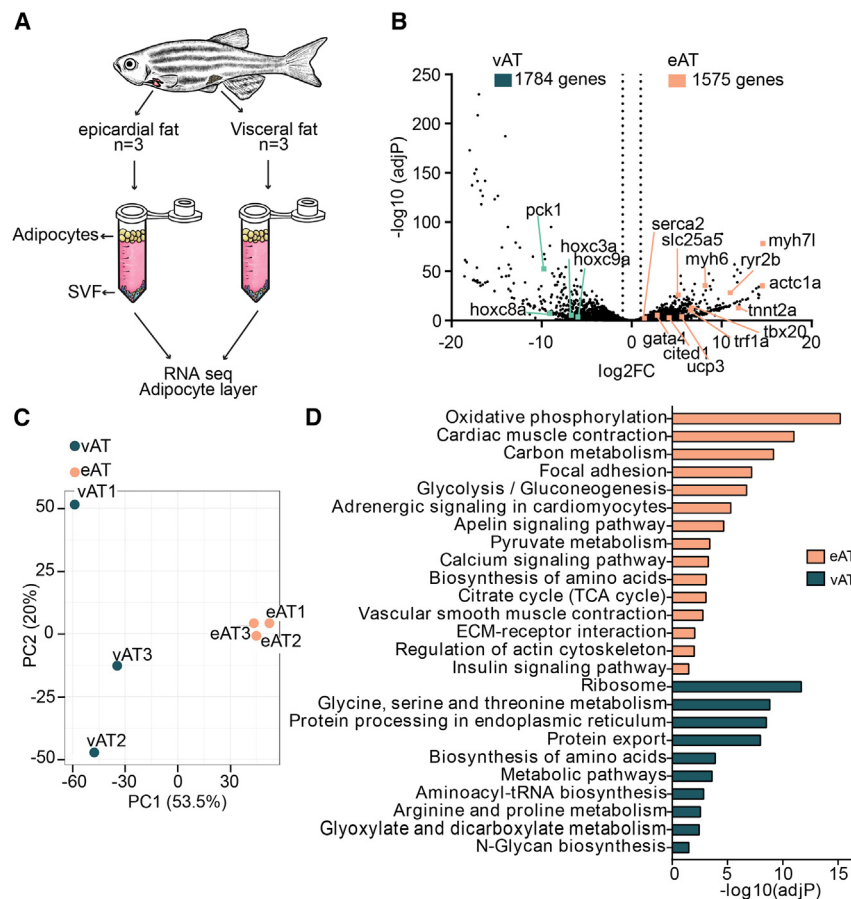 A
epicardial fat
n=3
Visceral fat
n=3
Adipocytes
SVF
RNA seq
Adipocyte layer
B
vAT
1784 genes
eAT
1575 genes
-log10 (adjP)
250
200
150
100
50
0
pck1
hoxc3a
hoxc9a
hoxc8a
serca2
slc25a5
myh6
myh7l
ryr2b
actc1a
tnnt2a
tbx20
trf1a
ucp3
cited1
gata4
-20
-10
0
10
20
log2FC
C
vAT
eAT
vAT1
eAT1
eAT3
eAT2
vAT3
vAT2
PC2 (20%)
50
25
0
-25
-50
-60
-30
0
30
PC1 (53.5%)
D
Oxidative phosphorylation
Cardiac muscle contraction
Carbon metabolism
Focal adhesion
Glycolysis / Gluconeogenesis
Adrenergic signaling in cardiomyocytes
Apelin signaling pathway
Pyruvate metabolism
Calcium signaling pathway
Biosynthesis of amino acids
Citrate cycle (TCA cycle)
Vascular smooth muscle contraction
ECM-receptor interaction
Regulation of actin cytoskeleton
Insulin signaling pathway
Ribosome
Glycine, serine and threonine metabolism
Protein processing in endoplasmic reticulum
Protein export
Biosynthesis of amino acids
Metabolic pathways
Aminoacyl-tRNA biosynthesis
Arginine and proline metabolism
Glyoxylate and dicarboxylate metabolism
N-Glycan biosynthesis
eAT
vAT
0
5
10
15
-log10(adjP)